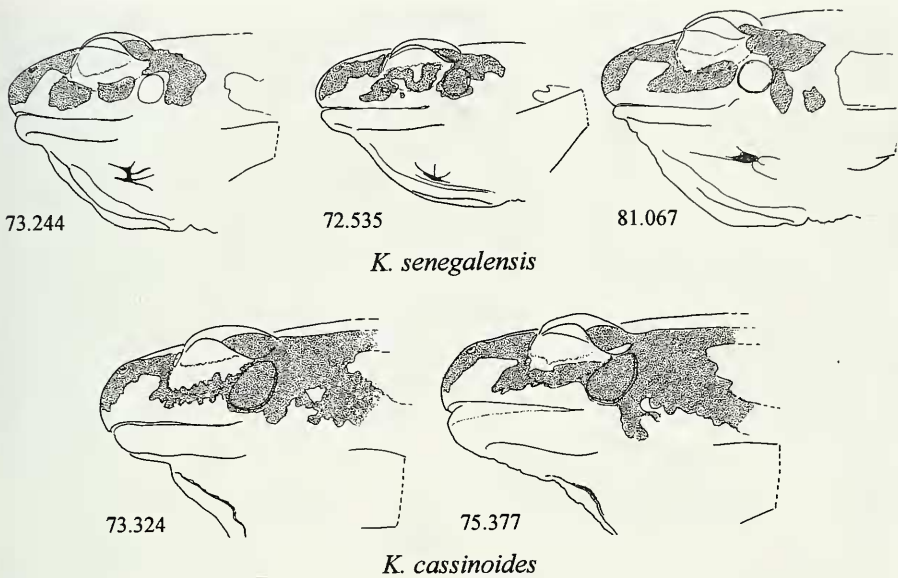 73.244
72.535
81.067
K. senegalensis
73.324
75.377
K. cassinoides